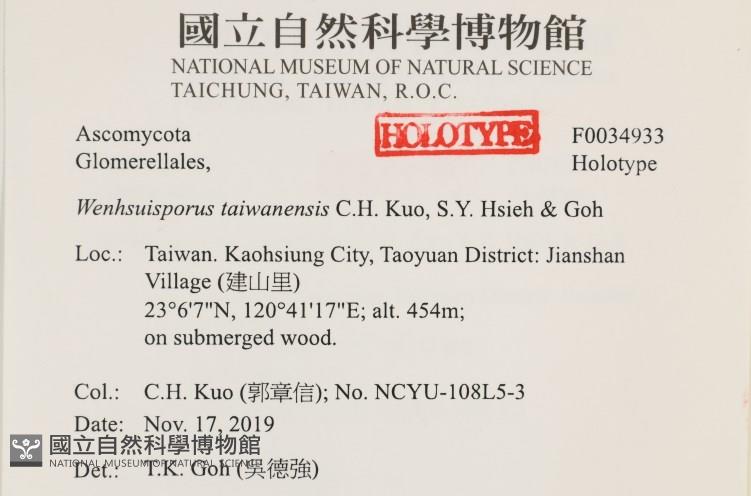 國立自然科學博物館
NATIONAL MUSEUM OF NATURAL SCIENCE
TAICHUNG, TAIWAN, R.O.C.
Ascomycota
HOLOTYPE
F0034933
Glomerellales,
Holotype
Wenhsuisporus taiwanensis C.H. Kuo, S.Y. Hsieh & Goh
Loc.: Taiwan. Kaohsiung City, Taoyuan District: Jianshan
Village (建山里)
23°6'7"N, 120°41'17"E; alt. 454m;
on submerged wood.
Col.: C.H. Kuo (郭章信); No. NCYU-108L5-3
Date: Nov. 17, 2019
國立自然科學博物館
NATIONAL MUSEUM OF NATURAL SCIENCE
Det.: T.K. Goh (吳德強)